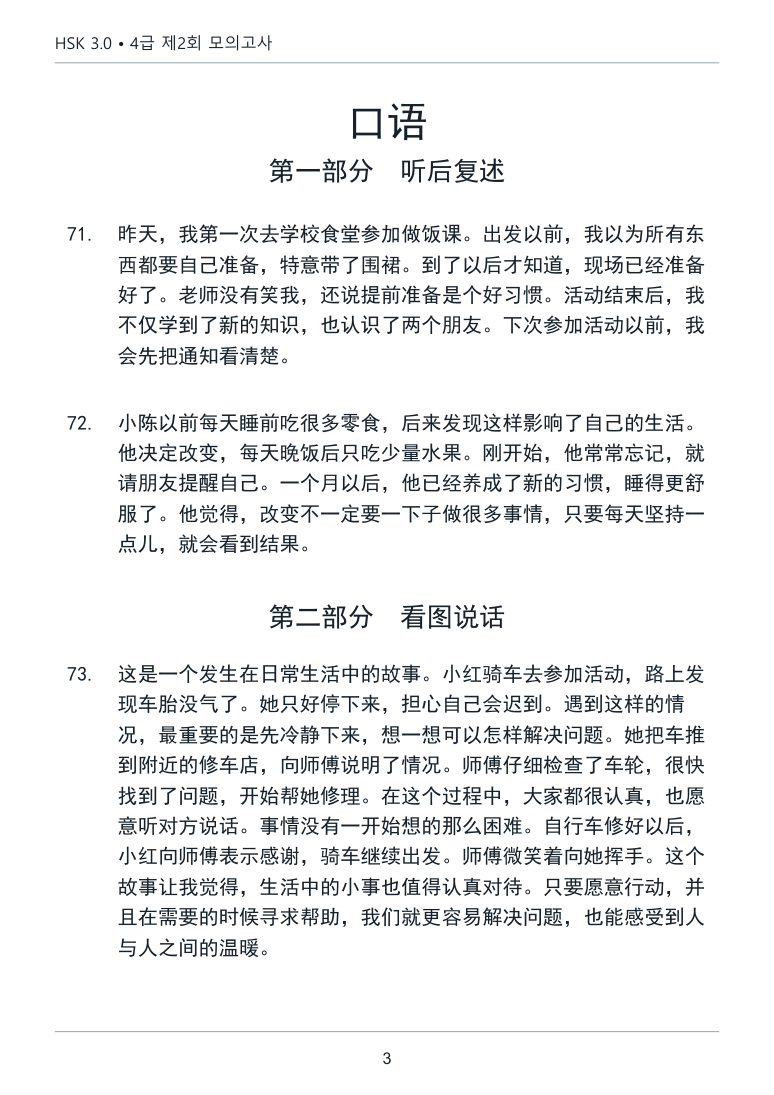 HSK 3.0 • 4급 제2회 모의고사
口语
第一部分　听后复述
71. 昨天，我第一次去学校食堂参加做饭课。出发以前，我以为所有东
西都要自己准备，特意带了围裙。到了以后才知道，现场已经准备
好了。老师没有笑我，还说提前准备是个好习惯。活动结束后，我
不仅学到了新的知识，也认识了两个朋友。下次参加活动以前，我
会先把通知看清楚。
72. 小陈以前每天睡前吃很多零食，后来发现这样影响了自己的生活。
他决定改变，每天晚饭后只吃少量水果。刚开始，他常常忘记，就
请朋友提醒自己。一个月以后，他已经养成了新的习惯，睡得更舒
服了。他觉得，改变不一定要一下子做很多事情，只要每天坚持一
点儿，就会看到结果。
第二部分　看图说话
73. 这是一个发生在日常生活中的故事。小红骑车去参加活动，路上发
现车胎没气了。她只好停下来，担心自己会迟到。遇到这样的情
况，最重要的是先冷静下来，想一想可以怎样解决问题。她把车推
到附近的修车店，向师傅说明了情况。师傅仔细检查了车轮，很快
找到了问题，开始帮她修理。在这个过程中，大家都很认真，也愿
意听对方说话。事情没有一开始想的那么困难。自行车修好以后，
小红向师傅表示感谢，骑车继续出发。师傅微笑着向她挥手。这个
故事让我觉得，生活中的小事也值得认真对待。只要愿意行动，并
且在需要的时候寻求帮助，我们就更容易解决问题，也能感受到人
与人之间的温暖。
3